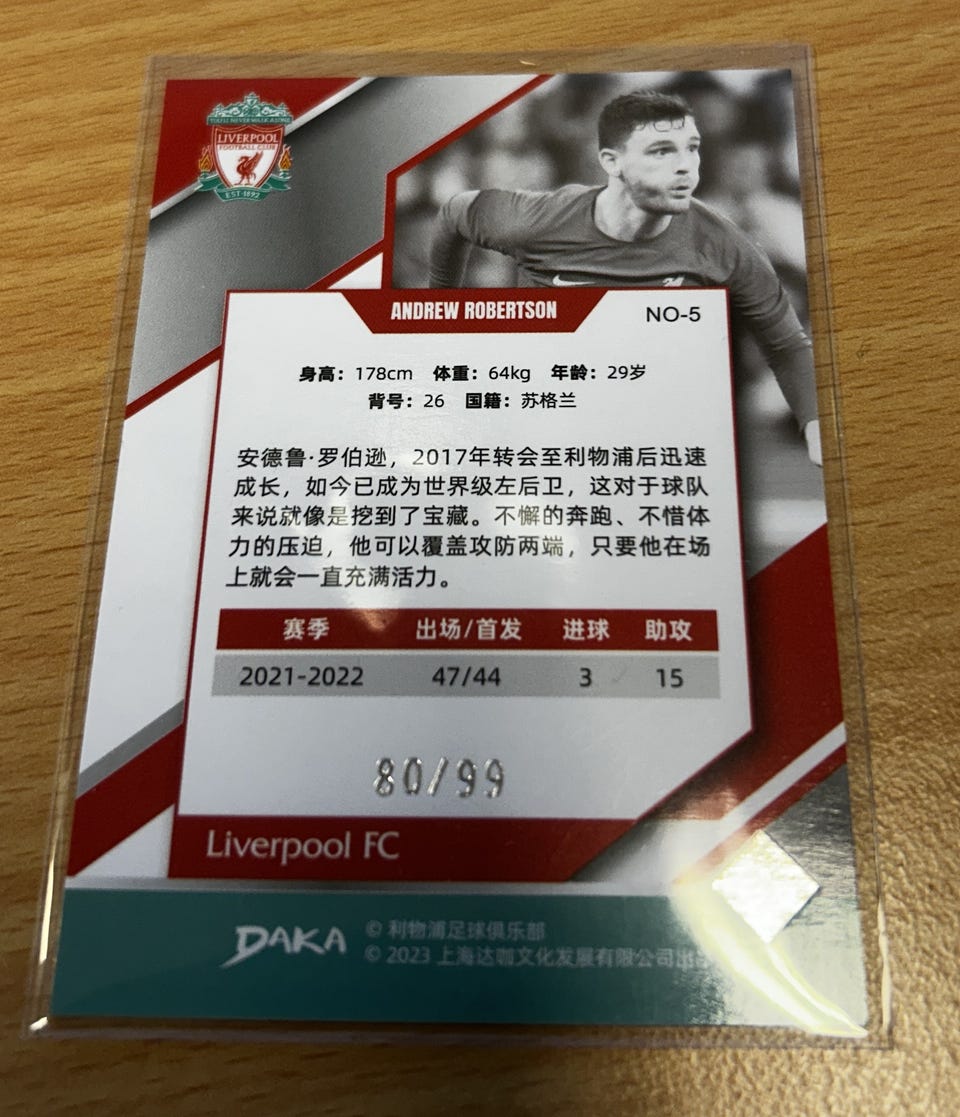 YOU'LL NEVER WALK ALONE
LIVERPOOL
FOOTBALL CLUB
EST·1892
ANDREW ROBERTSON
NO-5
身高：178cm 体重：64kg 年龄：29岁
背号：26 国籍：苏格兰
安德鲁·罗伯逊，2017年转会至利物浦后迅速
成长，如今已成为世界级左后卫，这对于球队
来说就像是挖到了宝藏。不懈的奔跑、不惜体
力的压迫，他可以覆盖攻防两端，只要他在场
上就会一直充满活力。
赛季 出场/首发 进球 助攻
2021-2022 47/44 3 15
80/99
Liverpool FC
DAKA
© 利物浦足球俱乐部
© 2023 上海达咖文化发展有限公司出